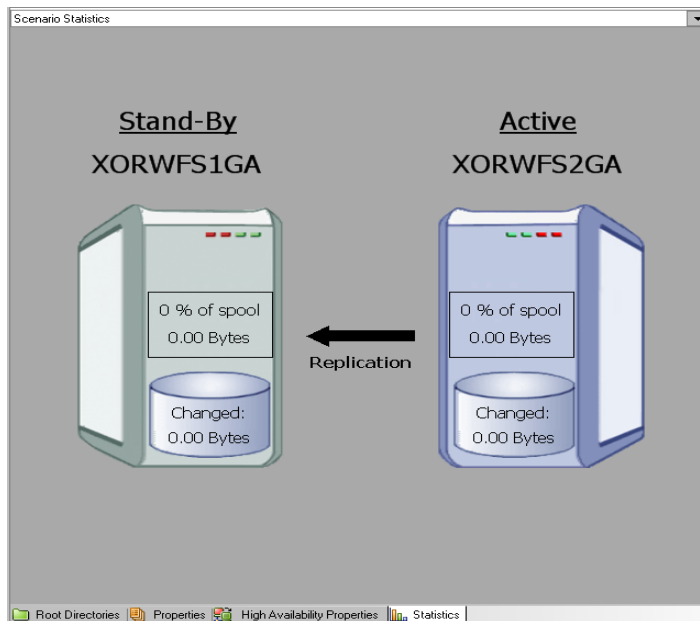 Scenario Statistics
Stand-By
XORWFS1GA
Active
XORWFS2GA
0 % of spool
0.00 Bytes
0 % of spool
0.00 Bytes
Replication
Changed:
0.00 Bytes
Changed:
0.00 Bytes
Root Directories Properties High Availability Properties Statistics